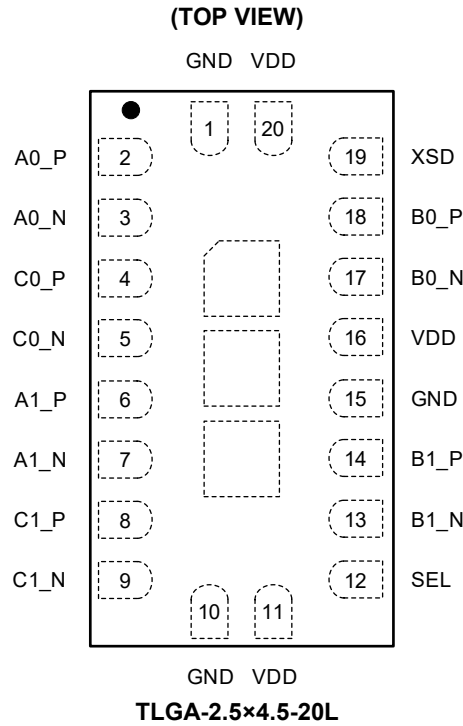 (TOP VIEW)
GND VDD
1 20
A0_P 2 19 XSD
A0_N 3 18 B0_P
C0_P 4 17 B0_N
C0_N 5 16 VDD
A1_P 6 15 GND
A1_N 7 14 B1_P
C1_P 8 13 B1_N
C1_N 9 12 SEL
10 11
GND VDD
TLGA-2.5×4.5-20L